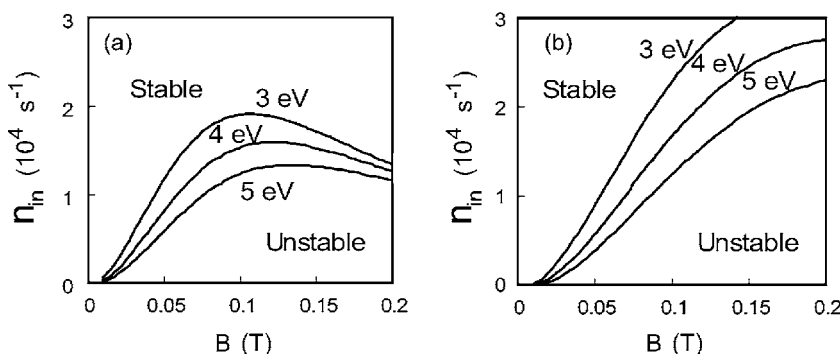 3
(a)
Stable
3 eV
2
4 eV
5 eV
1
Unstable
0
0 0.05 0.1 0.15 0.2
B (T)
n_in (10^4 s^-1)
3
(b)
3 eV
4 eV
Stable
5 eV
2
1
Unstable
0
0 0.05 0.1 0.15 0.2
B (T)
n_in (10^4 s^-1)